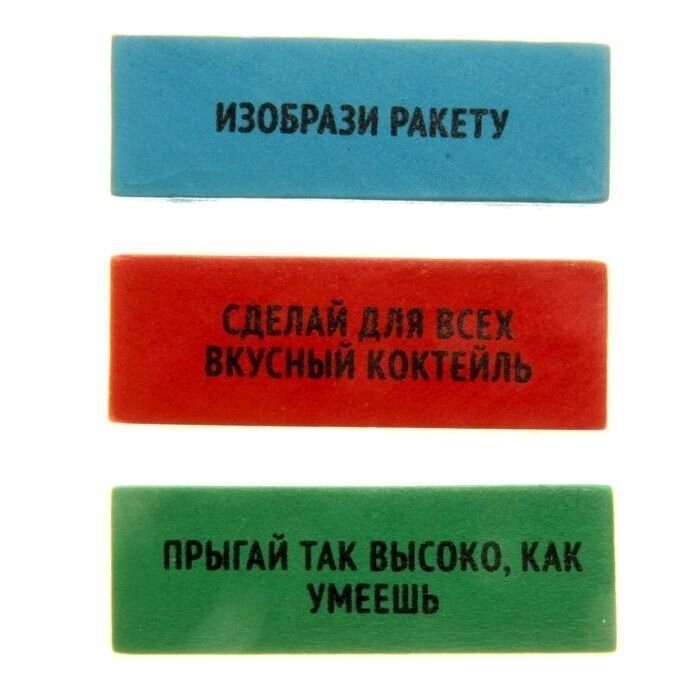 ИЗОБРАЗИ РАКЕТУ
СДЕЛАЙ ДЛЯ ВСЕХ
ВКУСНЫЙ КОКТЕЙЛЬ
ПРЫГАЙ ТАК ВЫСОКО, КАК
УМЕЕШЬ